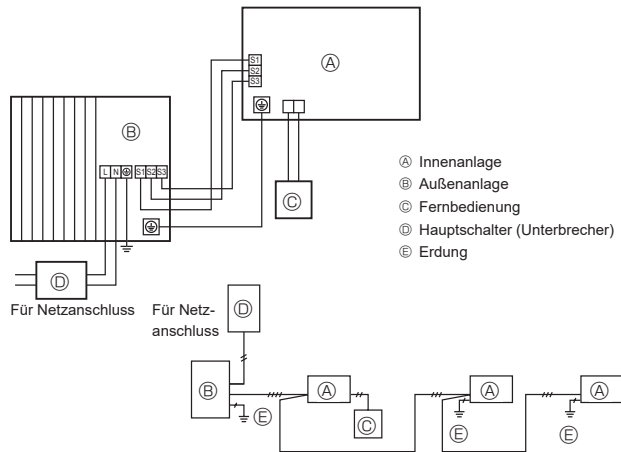 S1
S2
S3
Ⓐ
Ⓑ
L N S1 S2 S3
Ⓒ
Ⓓ
Für Netzanschluss
Ⓐ Innenanlage
Ⓑ Außenanlage
Ⓒ Fernbedienung
Ⓓ Hauptschalter (Unterbrecher)
Ⓔ Erdung
Für Netz-
anschluss
Ⓓ
Ⓑ
Ⓔ
Ⓐ
Ⓒ
Ⓐ
Ⓔ
Ⓐ
Ⓔ